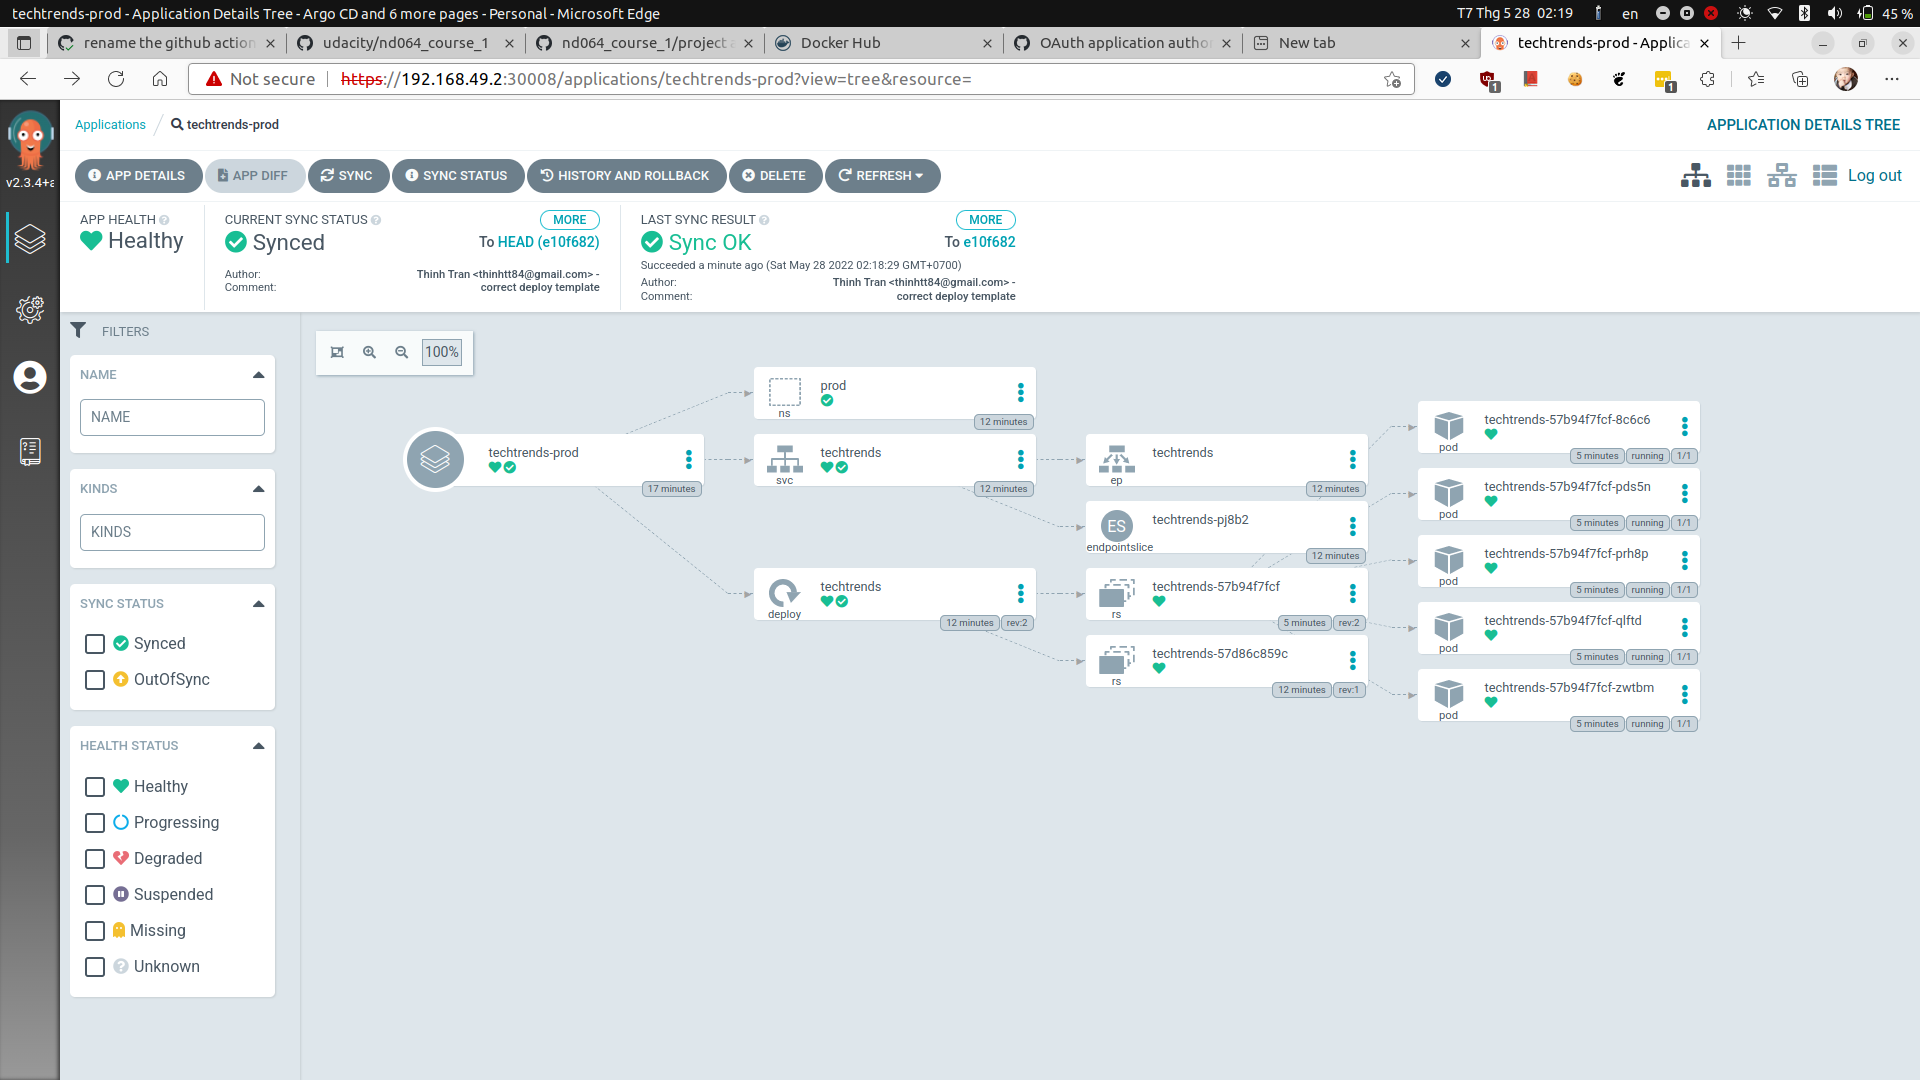 techtrends-prod - Application Details Tree - Argo CD and 6 more pages - Personal - Microsoft Edge
T7 Thg 5 28 02:19
en
45 %
rename the github action
udacity/nd064_course_1
nd064_course_1/project a
Docker Hub
OAuth application autho
New tab
techtrends-prod - Applica
Not secure
https://192.168.49.2:30008/applications/techtrends-prod?view=tree&resource=
1
1
v2.3.4+a
Applications
techtrends-prod
APPLICATION DETAILS TREE
APP DETAILS
APP DIFF
SYNC
SYNC STATUS
HISTORY AND ROLLBACK
DELETE
REFRESH
Log out
APP HEALTH
Healthy
CURRENT SYNC STATUS
MORE
Synced
To HEAD (e10f682)
Author:
Thinh Tran <thinhtt84@gmail.com> -
Comment:
correct deploy template
LAST SYNC RESULT
MORE
Sync OK
To e10f682
Succeeded a minute ago (Sat May 28 2022 02:18:29 GMT+0700)
Author:
Thinh Tran <thinhtt84@gmail.com> -
Comment:
correct deploy template
FILTERS
NAME
NAME
KINDS
KINDS
SYNC STATUS
Synced
OutOfSync
HEALTH STATUS
Healthy
Progressing
Degraded
Suspended
Missing
Unknown
100%
techtrends-prod
17 minutes
prod
ns
12 minutes
techtrends
svc
12 minutes
techtrends
deploy
12 minutes
rev:2
techtrends
ep
12 minutes
ES
techtrends-pj8b2
endpointslice
12 minutes
techtrends-57b94f7fcf
rs
5 minutes
rev:2
techtrends-57d86c859c
rs
12 minutes
rev:1
techtrends-57b94f7fcf-8c6c6
pod
5 minutes
running
1/1
techtrends-57b94f7fcf-pds5n
pod
5 minutes
running
1/1
techtrends-57b94f7fcf-prh8p
pod
5 minutes
running
1/1
techtrends-57b94f7fcf-qlftd
pod
5 minutes
running
1/1
techtrends-57b94f7fcf-zwtbm
pod
5 minutes
running
1/1